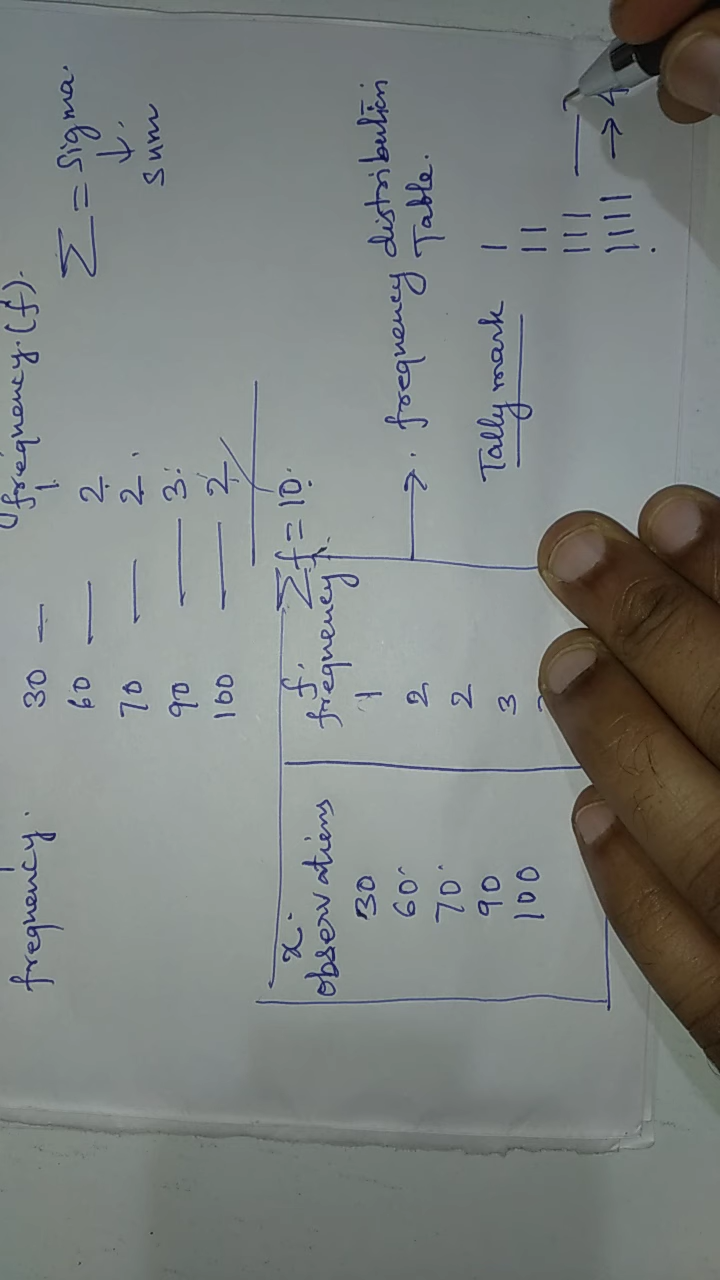 frequency. frequency. (f).
30 — 1.
60 — 2
70 — 2.
90 — 3.
100 — 2
∑ = Sigma.
↓.
Sum
∑f = 10.
x. f.
observations frequency
30 1
60 2
70 2
90 3
100
→ frequency distribution
Table.
Tally mark
|
||
||| —
|||| → 4